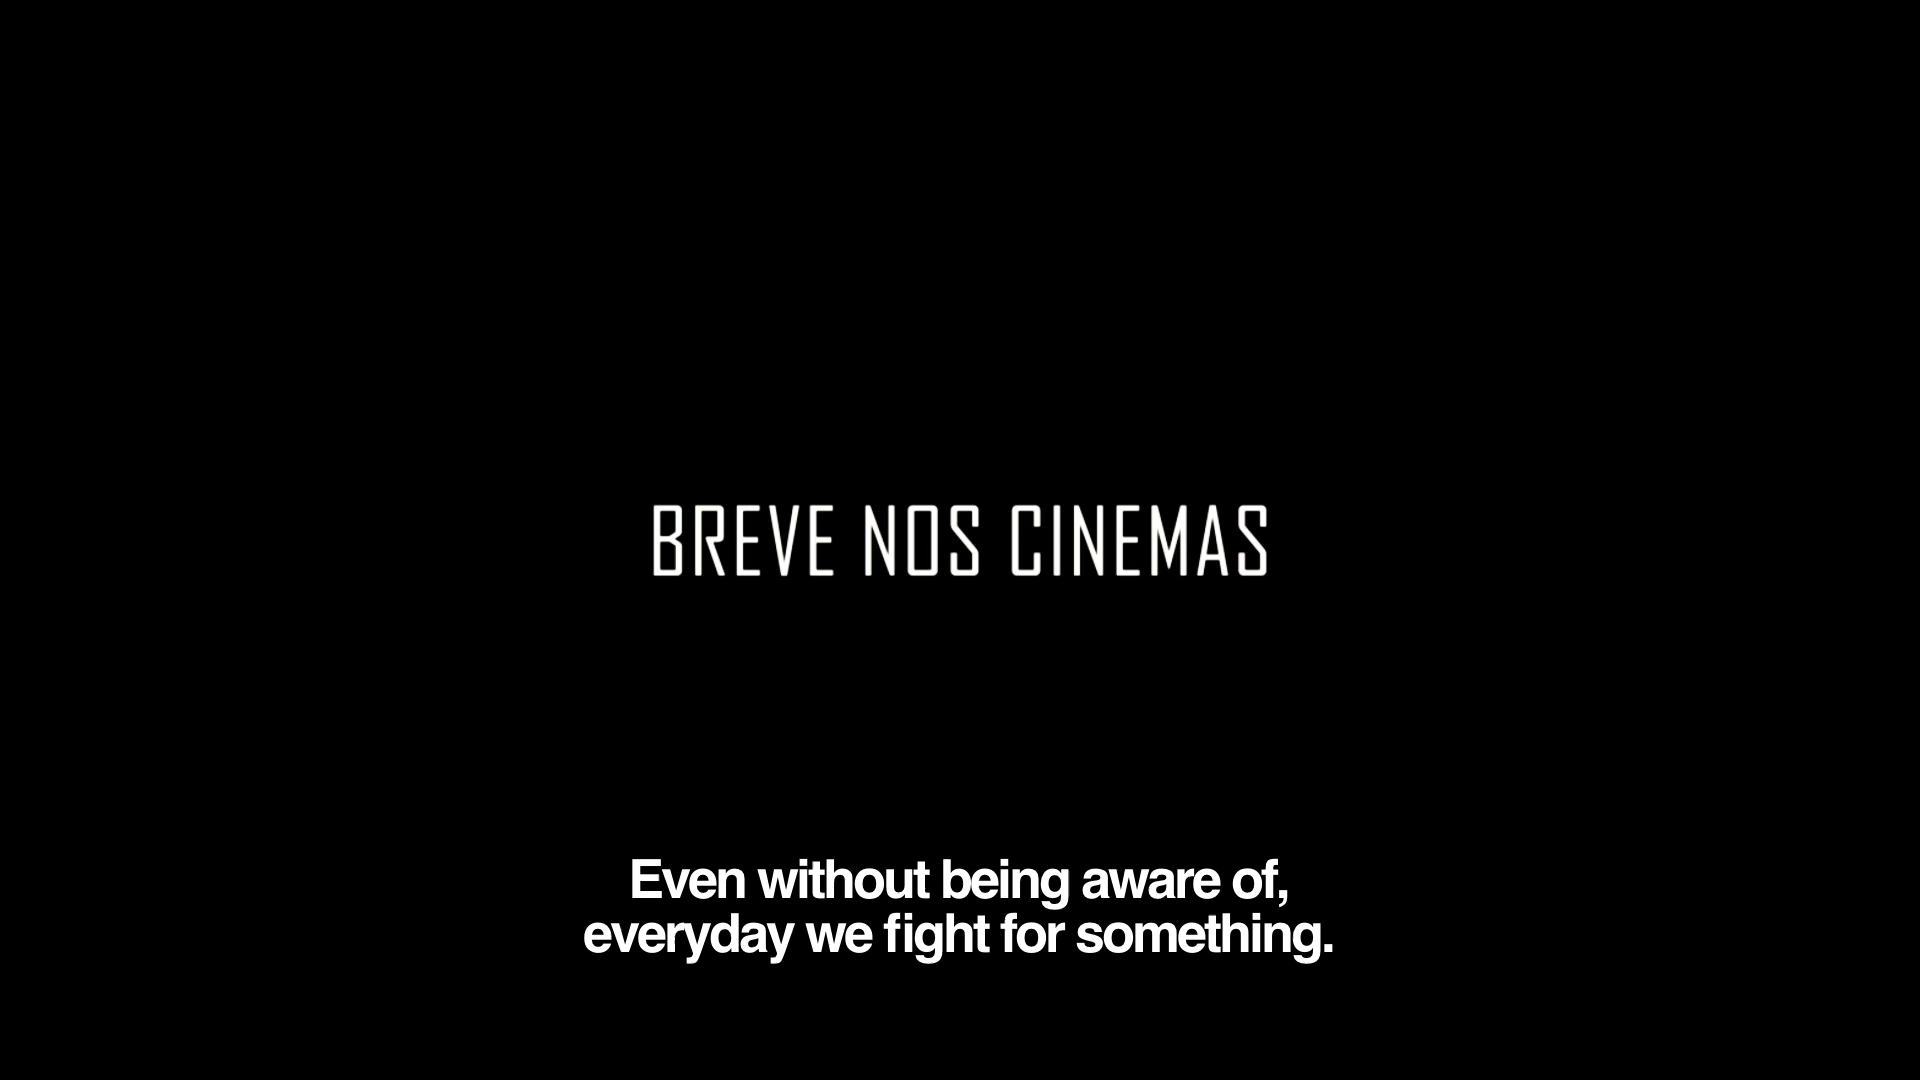 BREVE NOS CINEMAS
Even without being aware of,
everyday we fight for something.